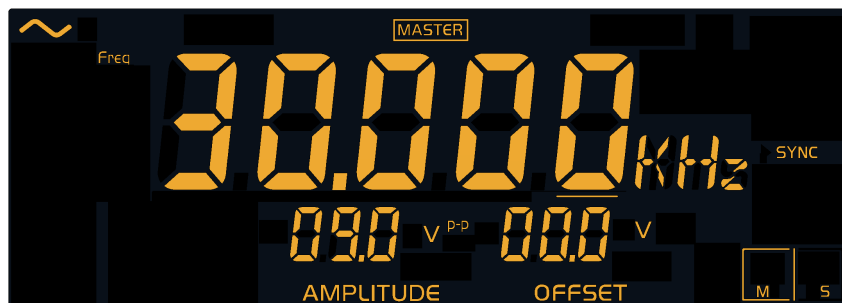 MASTER
Freq
30.000 KHz
SYNC
09.0 V p-p 00.0 V
AMPLITUDE OFFSET
M S